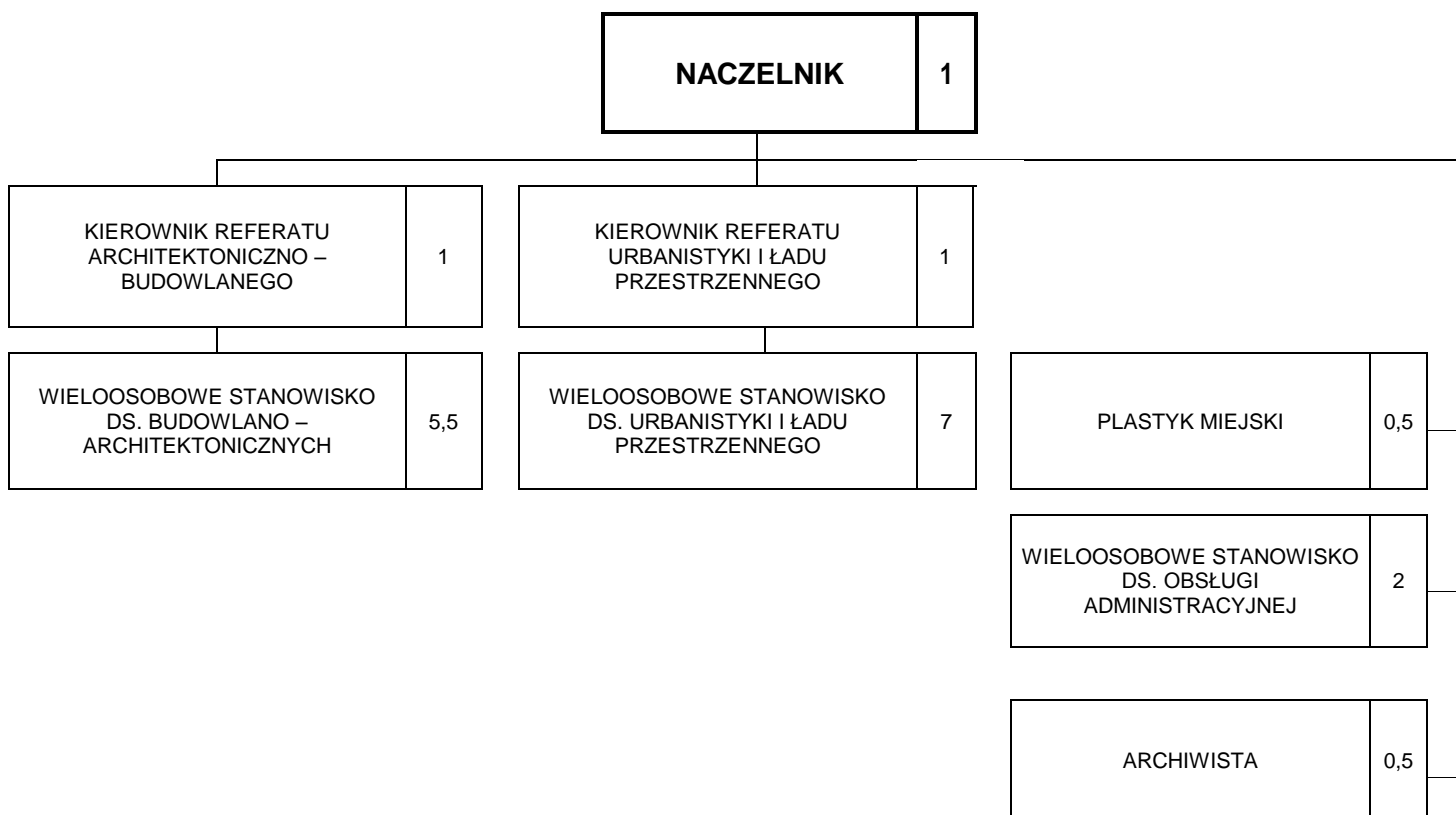 NACZELNIK
1
KIEROWNIK REFERATU
ARCHITEKTONICZNO –
BUDOWLANEGO
1
KIEROWNIK REFERATU
URBANISTYKI I ŁADU
PRZESTRZENNEGO
1
WIELOOSOBOWE STANOWISKO
DS. BUDOWLANO –
ARCHITEKTONICZNYCH
5,5
WIELOOSOBOWE STANOWISKO
DS. URBANISTYKI I ŁADU
PRZESTRZENNEGO
7
PLASTYK MIEJSKI
0,5
WIELOOSOBOWE STANOWISKO
DS. OBSŁUGI
ADMINISTRACYJNEJ
2
ARCHIWISTA
0,5